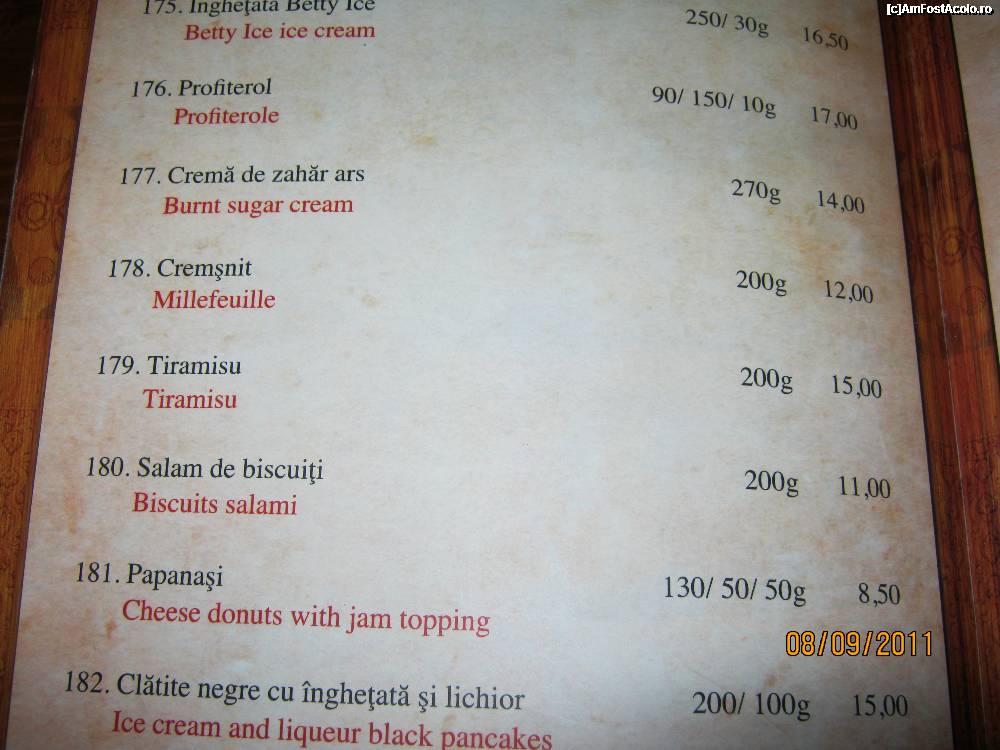 [c]AmFostAcolo.ro
175. Îngheţată Betty Ice 250/ 30g 16,50
Betty Ice ice cream
176. Profiterol 90/ 150/ 10g 17,00
Profiterole
177. Cremă de zahăr ars 270g 14,00
Burnt sugar cream
178. Cremşnit 200g 12,00
Millefeuille
179. Tiramisu 200g 15,00
Tiramisu
180. Salam de biscuiţi 200g 11,00
Biscuits salami
181. Papanaşi 130/ 50/ 50g 8,50
Cheese donuts with jam topping
08/09/2011
182. Clătite negre cu îngheţată şi lichior 200/ 100g 15,00
Ice cream and liqueur black pancakes